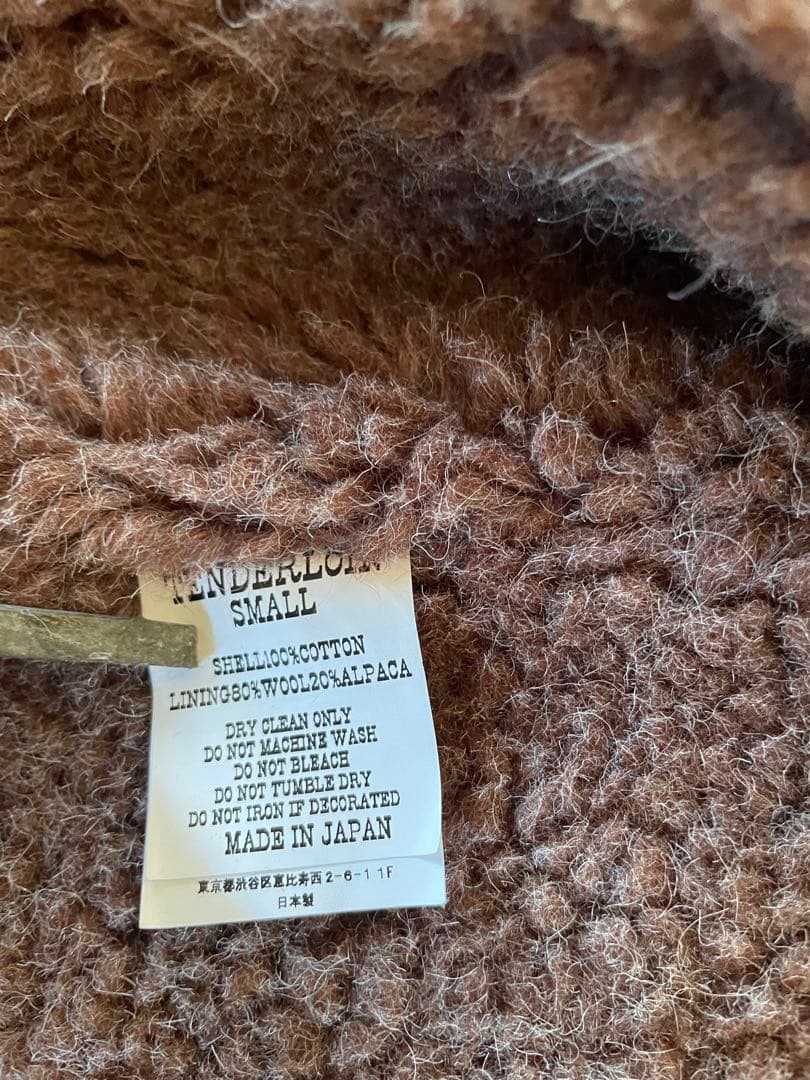 TENDERLOIN
SMALL
SHELL100%COTTON
LINING80%WOOL20%ALPACA
DRY CLEAN ONLY
DO NOT MACHINE WASH
DO NOT BLEACH
DO NOT TUMBLE DRY
DO NOT IRON IF DECORATED
MADE IN JAPAN
東京都渋谷区恵比寿西2-6-1 1F
日本製